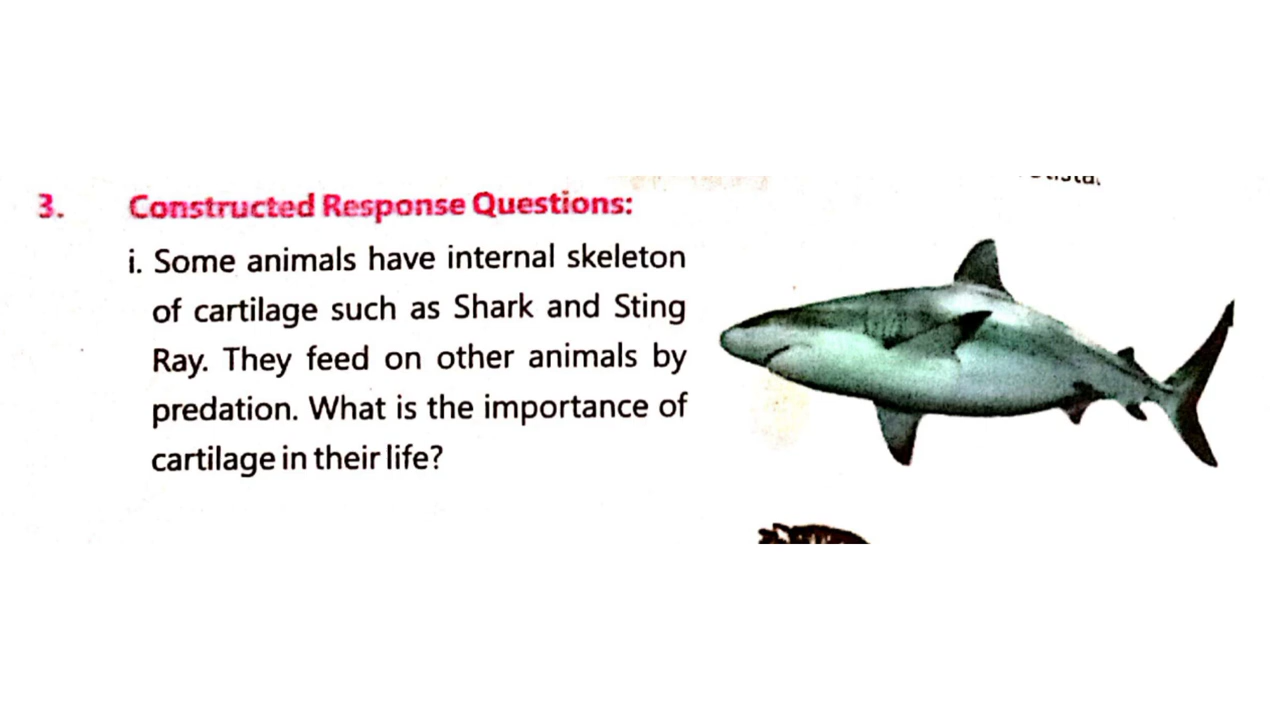 3. Constructed Response Questions:
i. Some animals have internal skeleton
of cartilage such as Shark and Sting
Ray. They feed on other animals by
predation. What is the importance of
cartilage in their life?